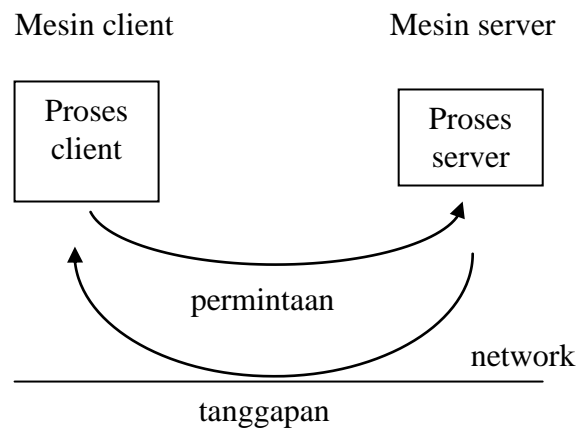 Mesin client
Mesin server
Proses
client
Proses
server
permintaan
network
tanggapan